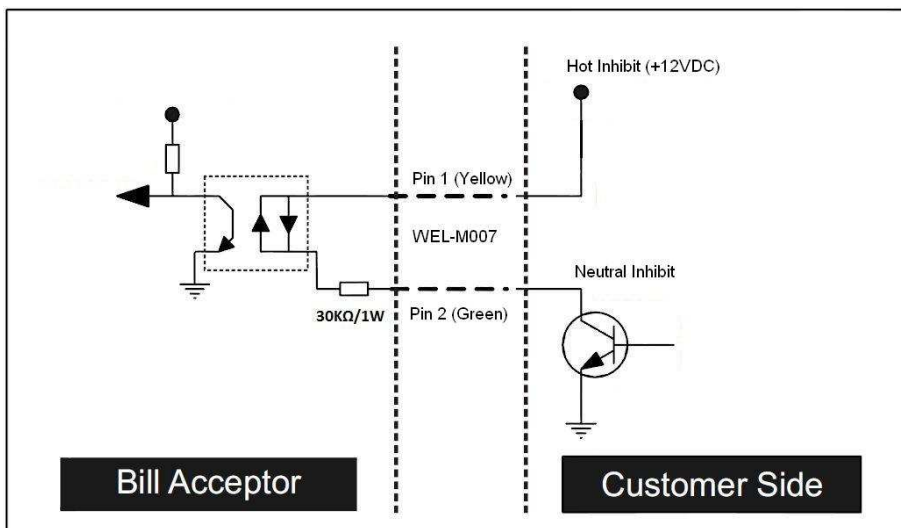 Hot Inhibit (+12VDC)
Pin 1 (Yellow)
WEL-M007
Neutral Inhibit
30KΩ/1W
Pin 2 (Green)
Bill Acceptor
Customer Side